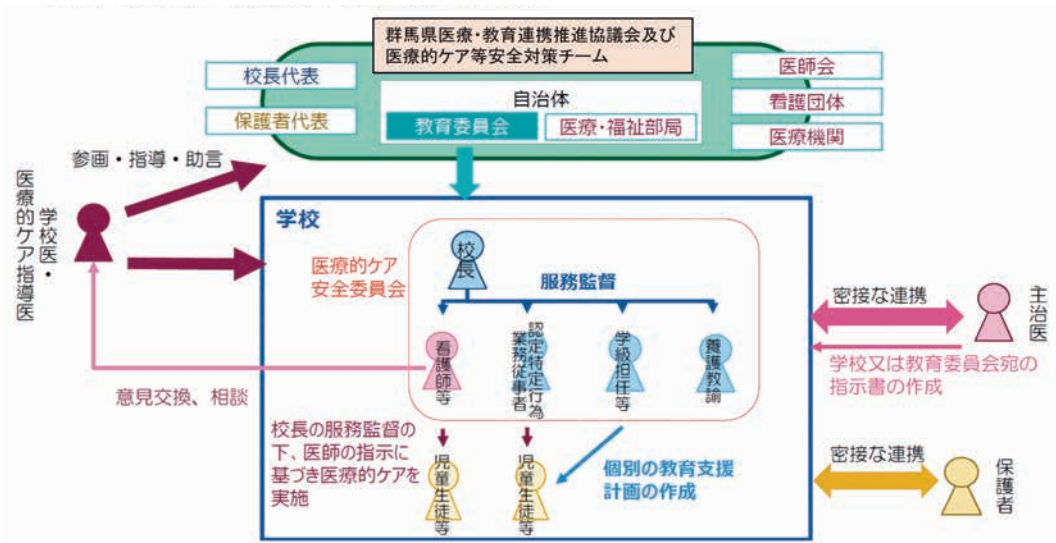 群馬県医療・教育連携推進協議会及び
医療的ケア等安全対策チーム
校長代表
保護者代表
自治体
教育委員会
医療・福祉部局
医師会
看護団体
医療機関
参画・指導・助言
学校医・
医療的ケア指導医
学校
医療的ケア
安全委員会
校長
服務監督
看護師等
認定特定行為
業務従事者
学級担任等
養護教諭
意見交換、相談
校長の服務監督の
下、医師の指示に
基づき医療的ケアを
実施
児童生徒等
児童生徒等
個別の教育支援
計画の作成
密接な連携
主治医
学校又は教育委員会宛の
指示書の作成
密接な連携
保護者